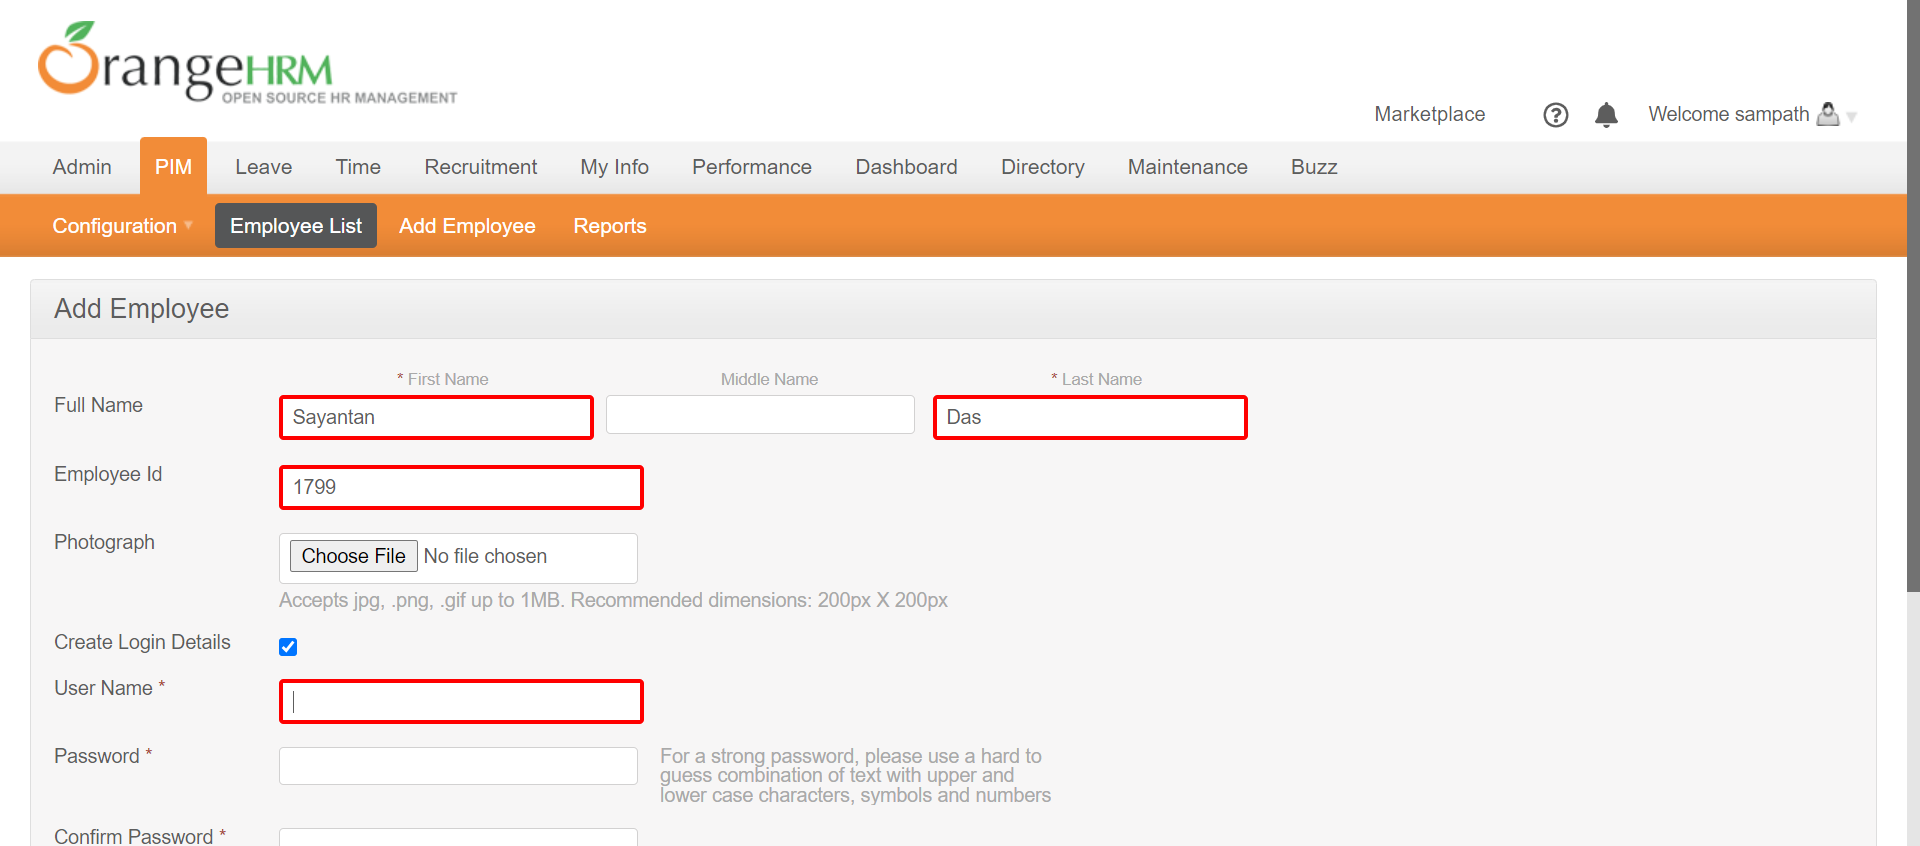 OrangeHRM
OPEN SOURCE HR MANAGEMENT
Marketplace ? Welcome sampath
Admin PIM Leave Time Recruitment My Info Performance Dashboard Directory Maintenance Buzz
Configuration Employee List Add Employee Reports
Add Employee
* First Name Middle Name * Last Name
Full Name Sayantan Das
Employee Id 1799
Photograph Choose File No file chosen
Accepts jpg, .png, .gif up to 1MB. Recommended dimensions: 200px X 200px
Create Login Details
User Name *
Password * For a strong password, please use a hard to
guess combination of text with upper and
lower case characters, symbols and numbers
Confirm Password *